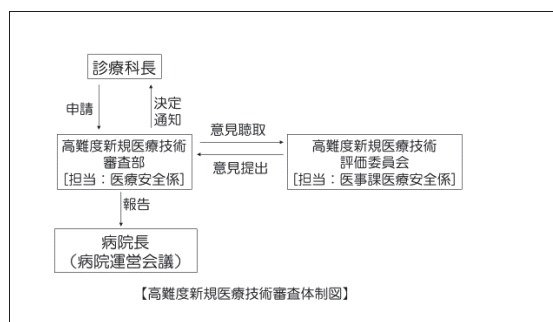 診療科長
申請
決定
通知
高難度新規医療技術
審査部
[担当：医療安全係]
意見聴取
意見提出
高難度新規医療技術
評価委員会
[担当：医事課医療安全係]
報告
病院長
（病院運営会議）
【高難度新規医療技術審査体制図】